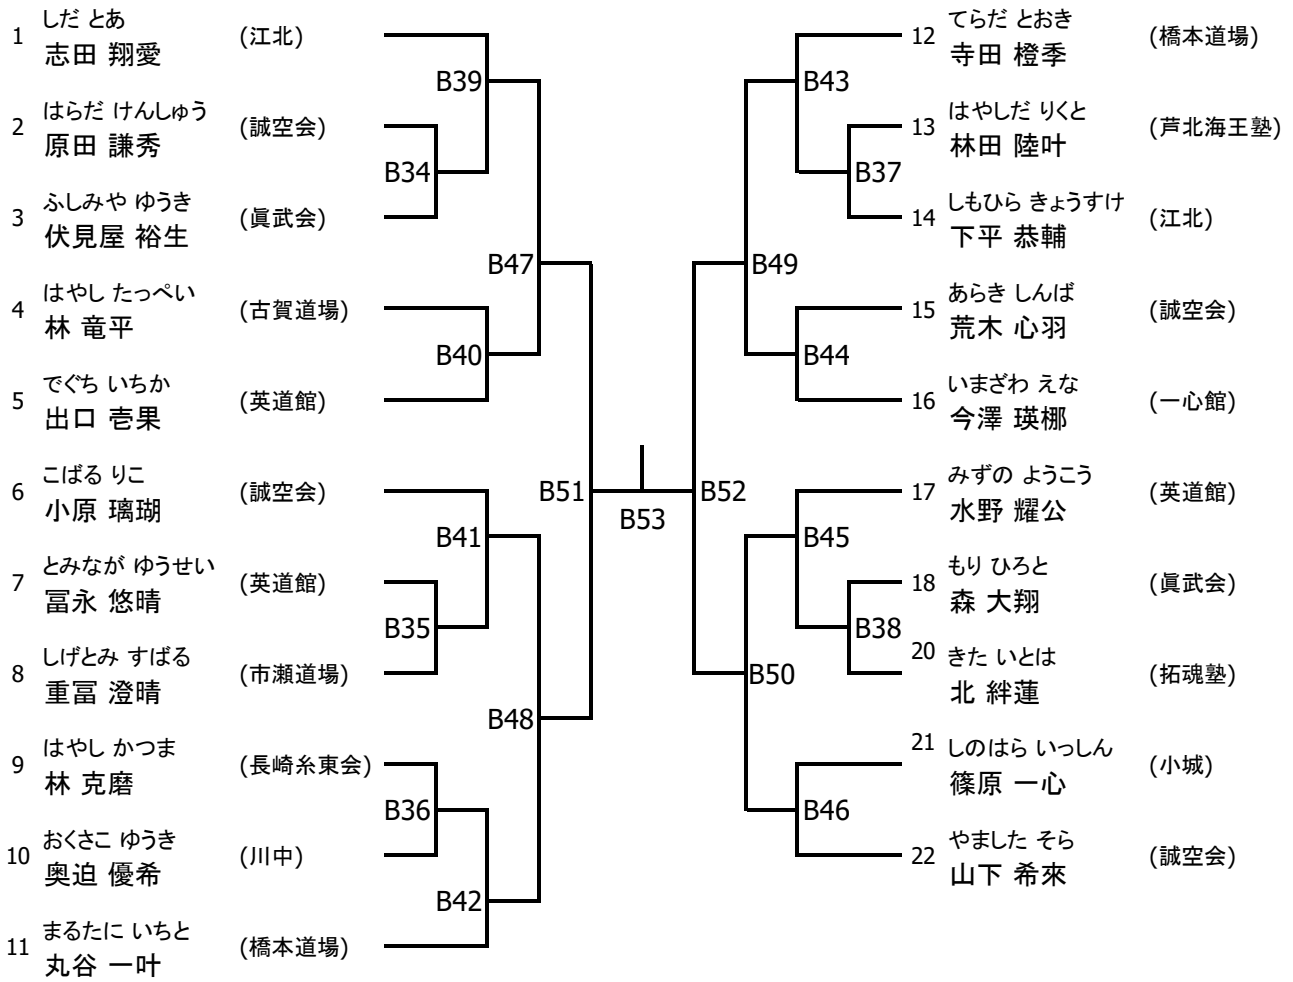 しだ とあ
1 志田 翔愛 (江北)
はらだ けんしゅう
2 原田 謙秀 (誠空会)
ふしみや ゆうき
3 伏見屋 裕生 (眞武会)
はやし たっぺい
4 林 竜平 (古賀道場)
でぐち いちか
5 出口 壱果 (英道館)
こばる りこ
6 小原 璃瑚 (誠空会)
とみなが ゆうせい
7 冨永 悠晴 (英道館)
しげとみ すばる
8 重冨 澄晴 (市瀬道場)
はやし かつま
9 林 克磨 (長崎糸東会)
おくさこ ゆうき
10 奥迫 優希 (川中)
まるたに いちと
11 丸谷 一叶 (橋本道場)
B39
B34
B47
B40
B41
B35
B48
B36
B42
B51
B53
B52
B43
B37
B49
B44
B45
B38
B50
B46
てらだ とおき
12 寺田 橙季 (橋本道場)
はやしだ りくと
13 林田 陸叶 (芦北海王塾)
しもひら きょうすけ
14 下平 恭輔 (江北)
あらき しんば
15 荒木 心羽 (誠空会)
いまざわ えな
16 今澤 瑛梛 (一心館)
みずの ようこう
17 水野 耀公 (英道館)
もり ひろと
18 森 大翔 (眞武会)
きた いとは
20 北 絆蓮 (拓魂塾)
しのはら いっしん
21 篠原 一心 (小城)
やました そら
22 山下 希來 (誠空会)